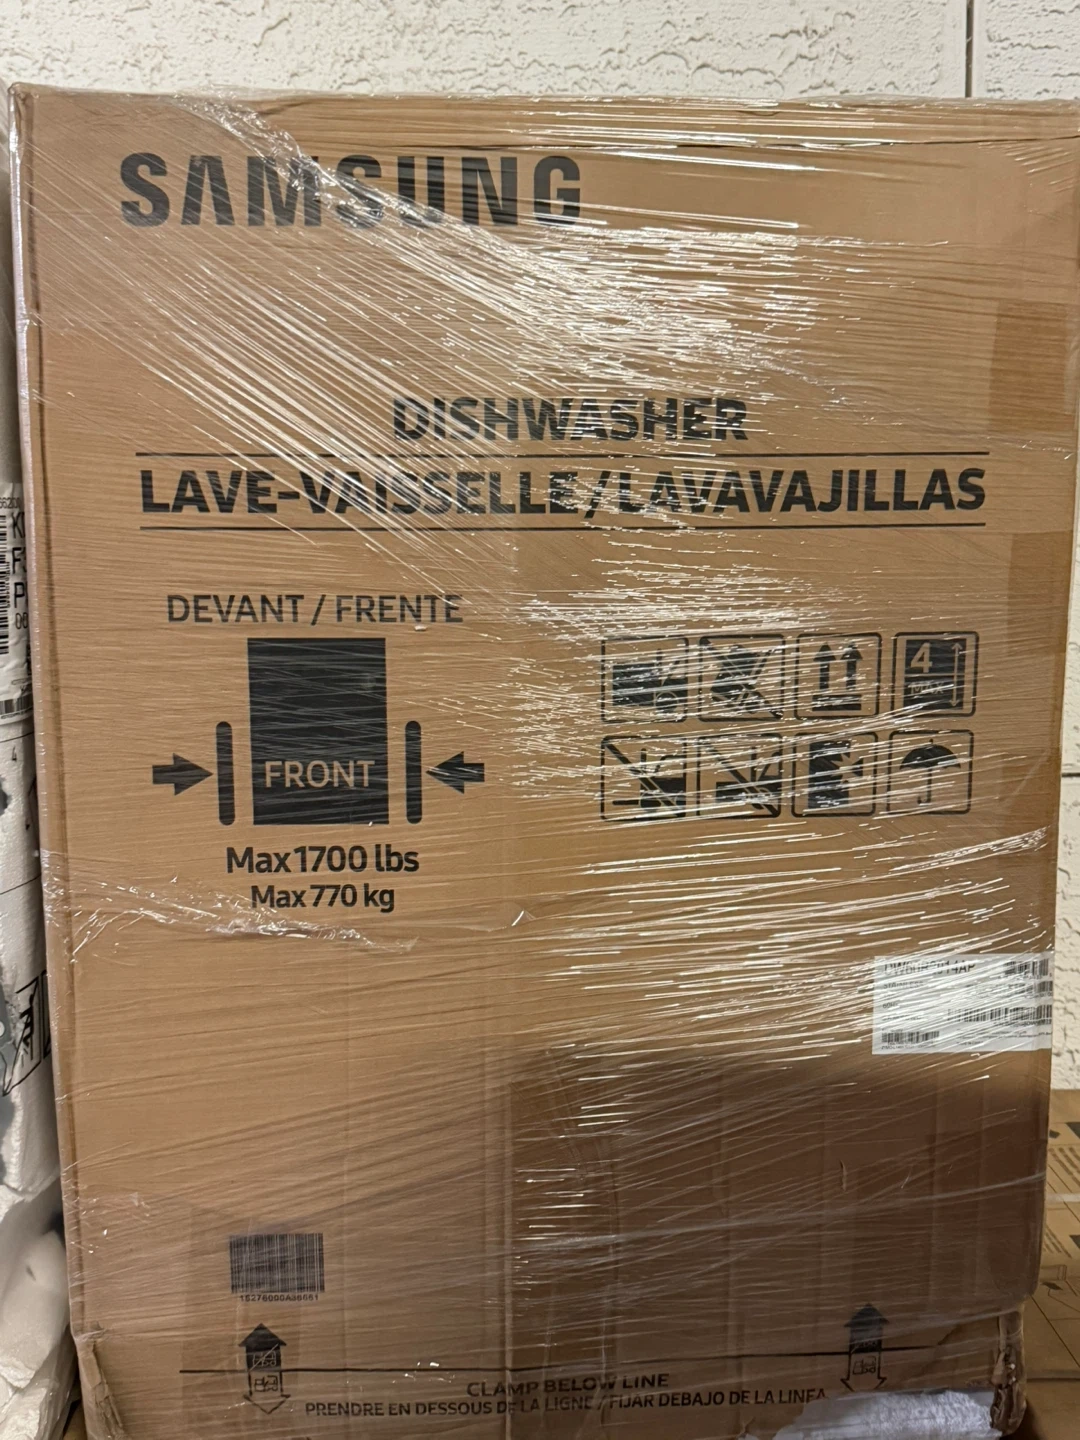 SAMSUNG
DISHWASHER
LAVE-VAISSELLE/LAVAVAJILLAS
DEVANT / FRENTE
FRONT
Max 1700 lbs
Max 770 kg
4
CLAMP BELOW LINE
PRENDRE EN DESSOUS DE LA LIGNE / FIJAR DEBAJO DE LA LINEA